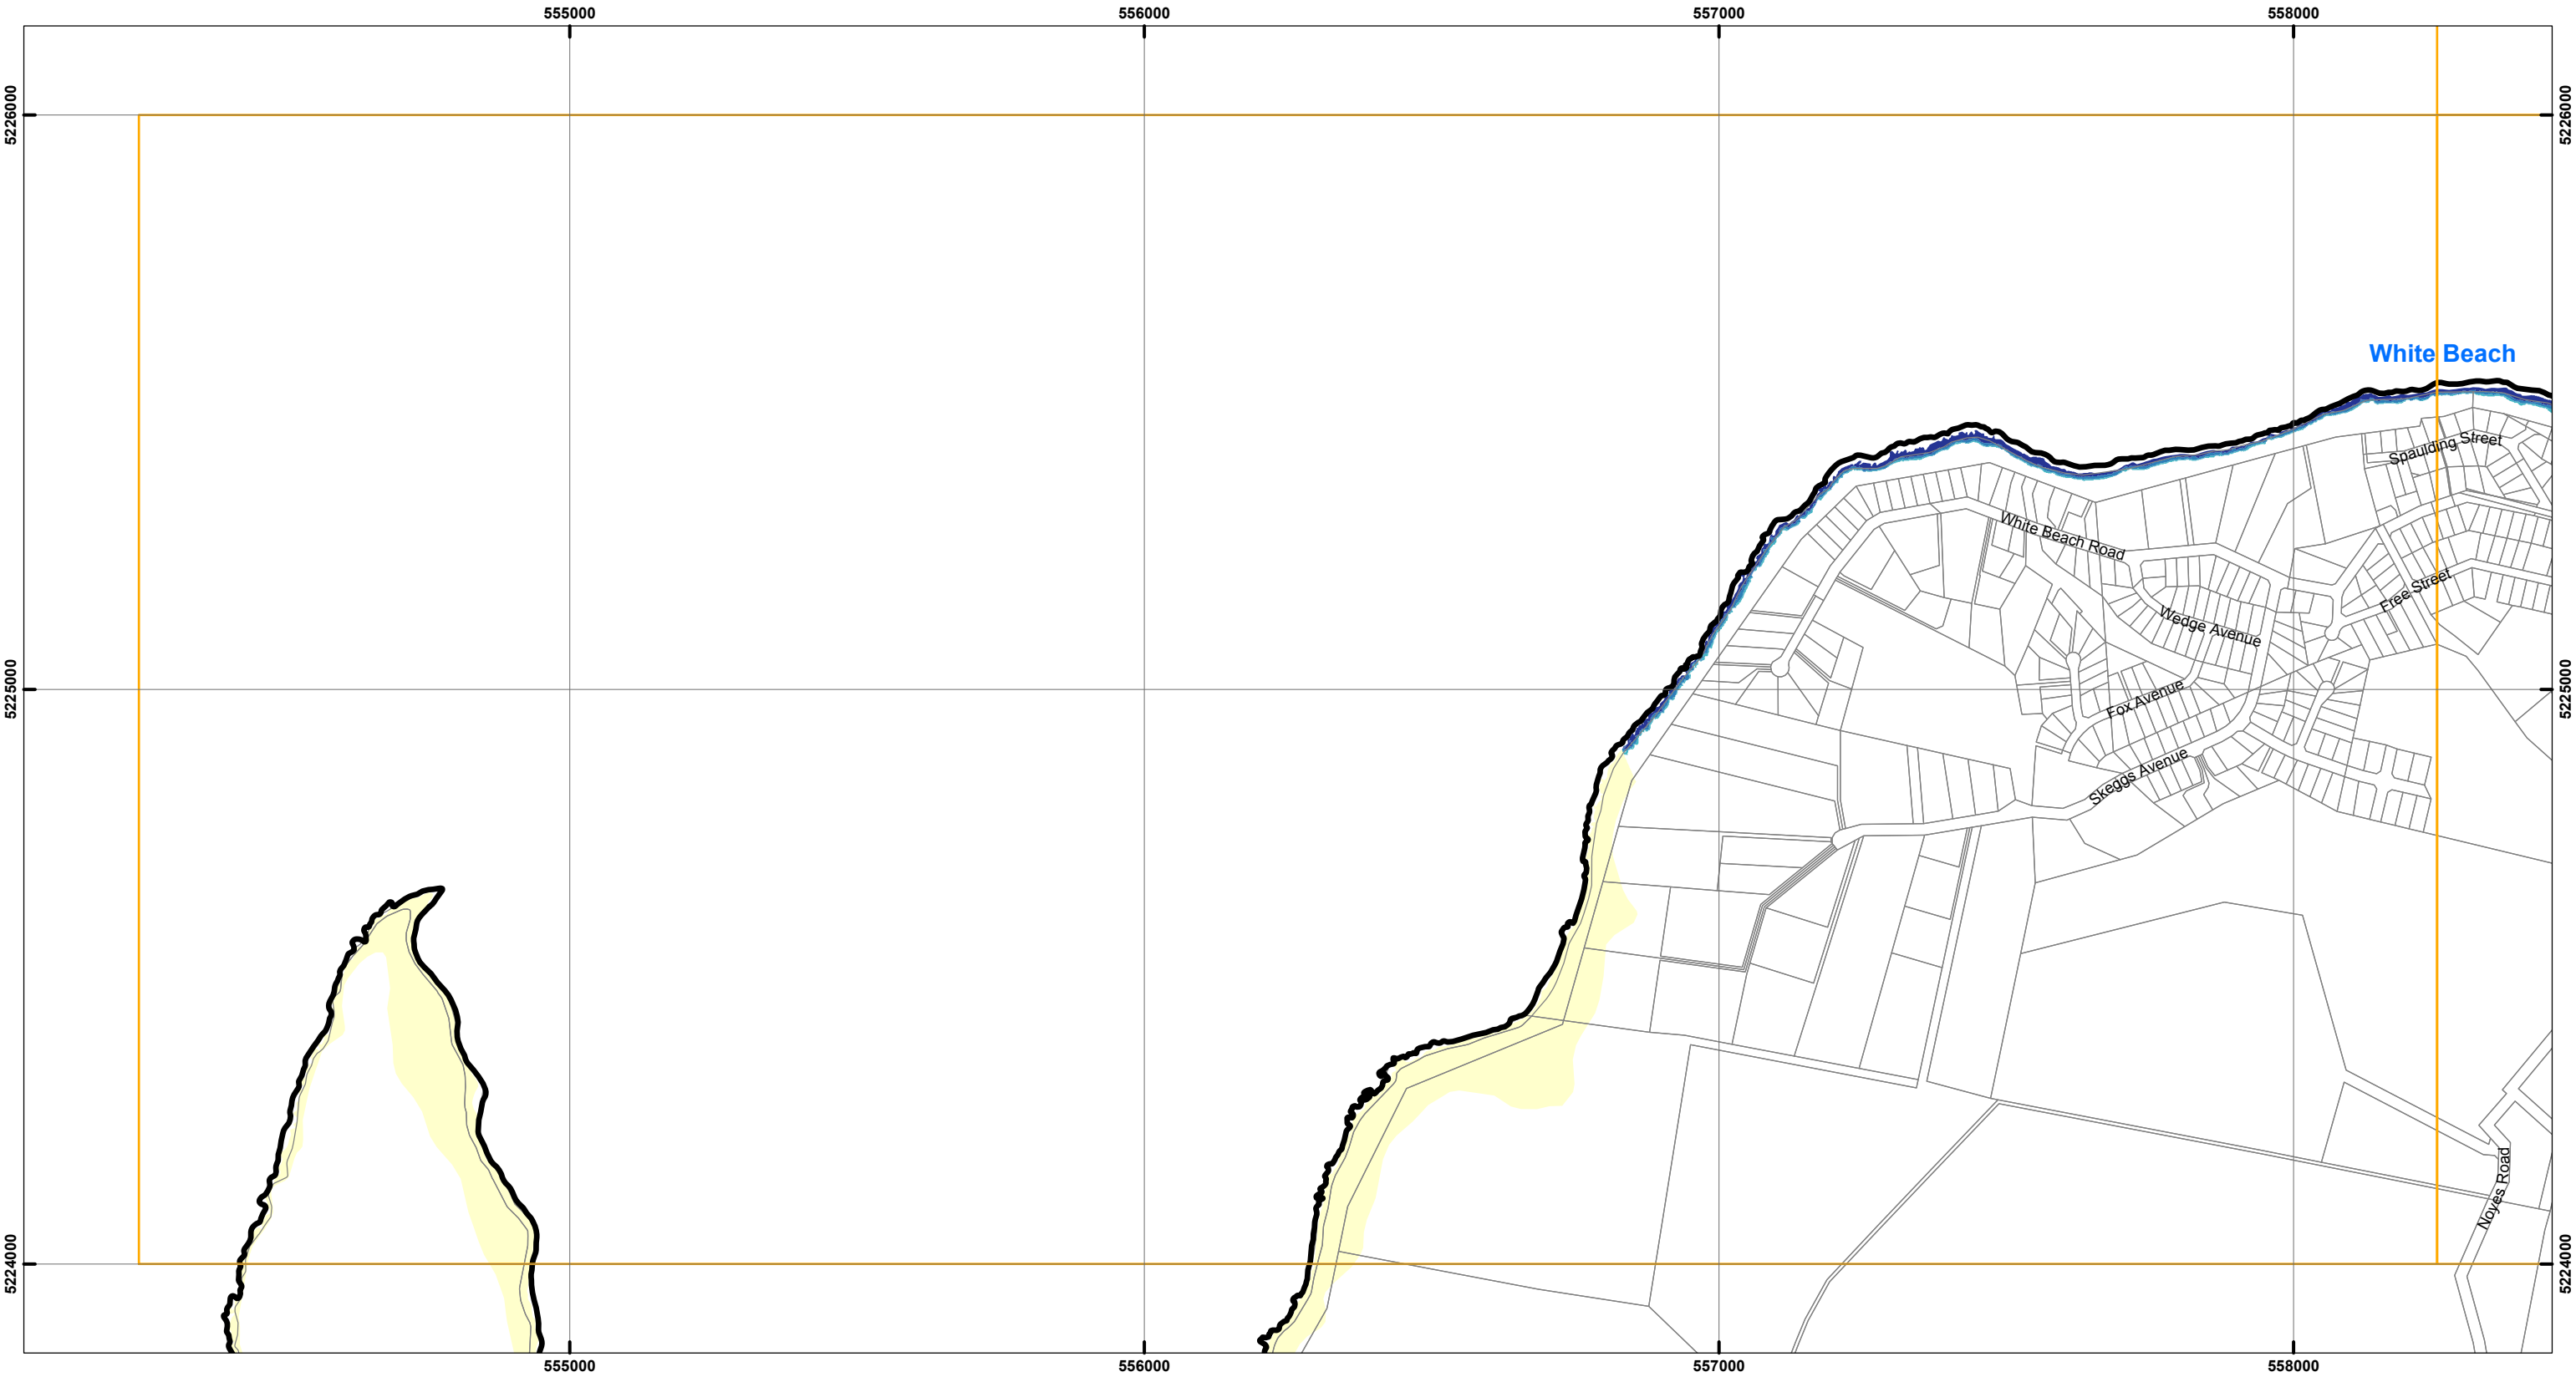 555000
556000
557000
558000
5226000
5226000
White Beach
Spaulding Street
White Beach Road
Free Street
Wedge Avenue
5225000
5225000
Fox Avenue
Skeggs Avenue
Noyes Road
5224000
5224000
555000
556000
557000
558000